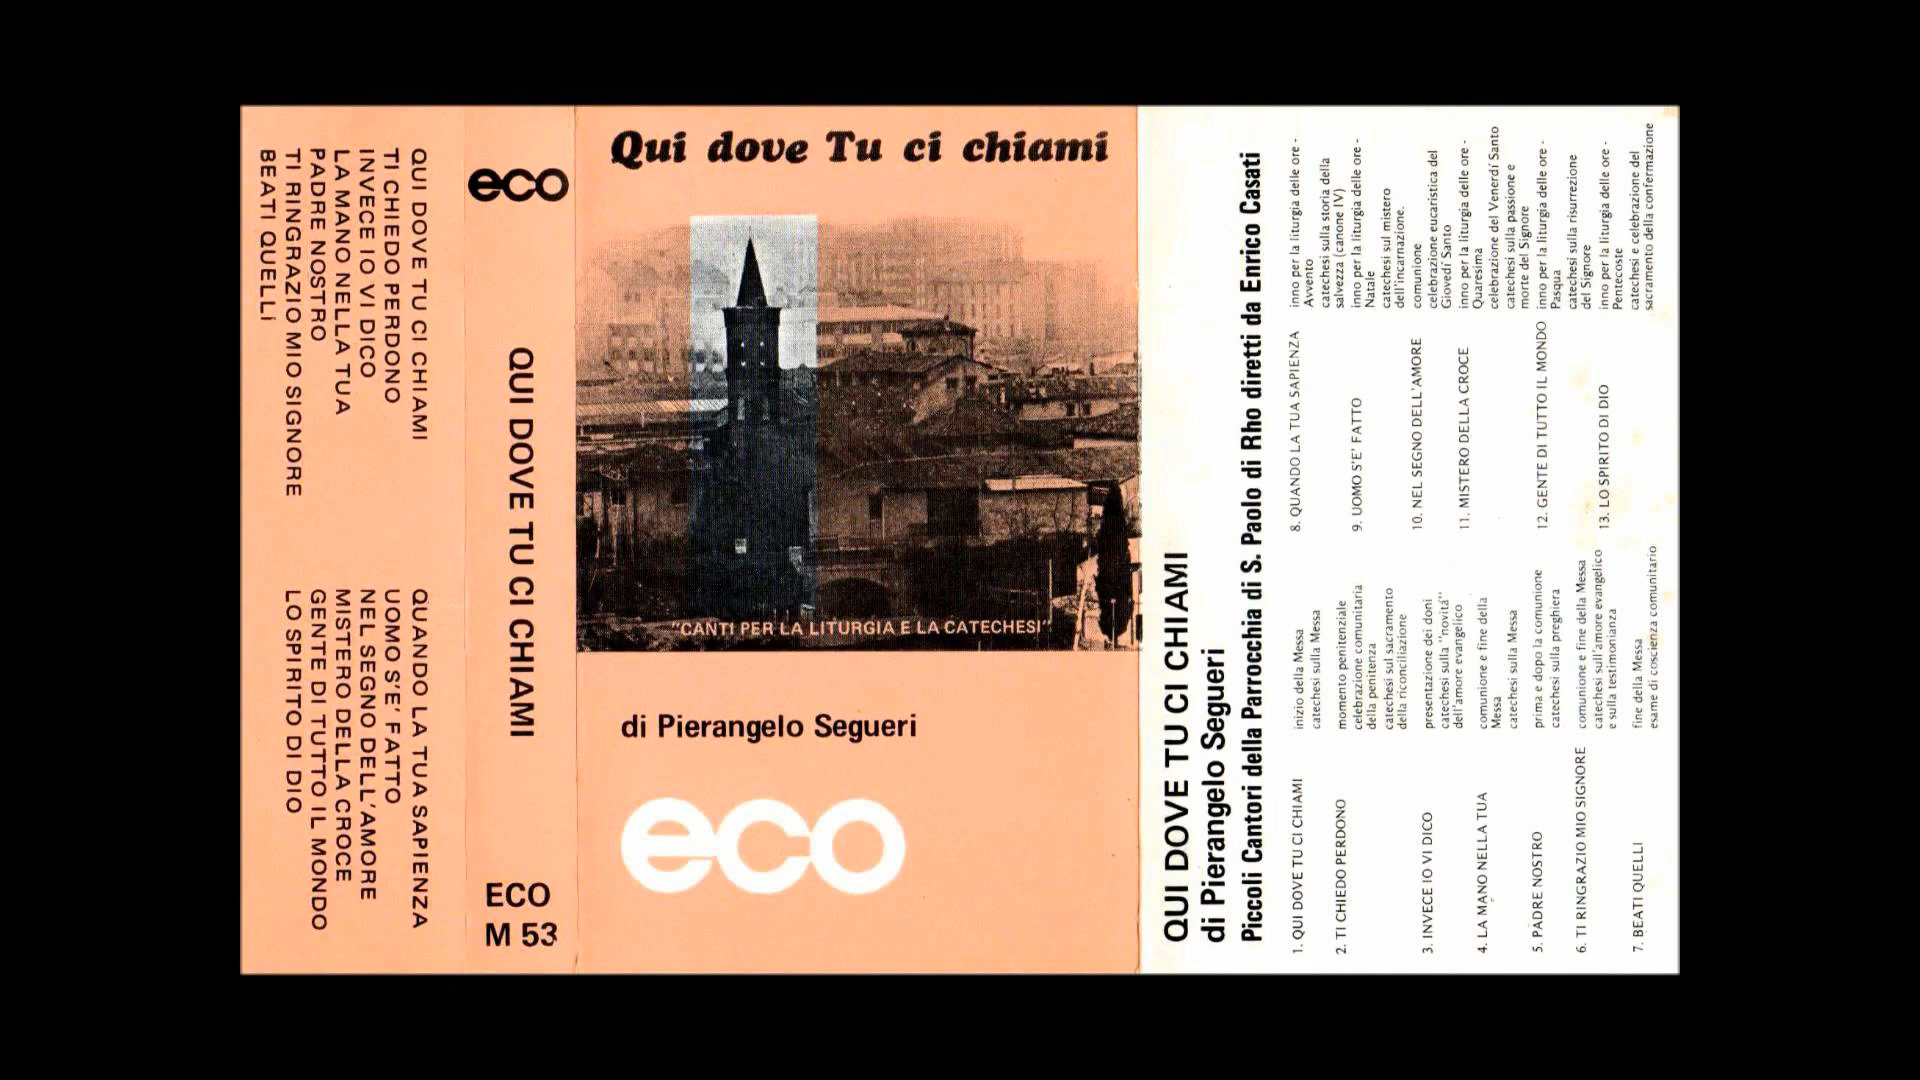 QUI DOVE TU CI CHIAMI
TI CHIEDO PERDONO
INVECE IO VI DICO
LA MANO NELLA TUA
PADRE NOSTRO
TI RINGRAZIO MIO SIGNORE
BEATI QUELLI
QUANDO LA TUA SAPIENZA
UOMO S'E' FATTO
NEL SEGNO DELL'AMORE
MISTERO DELLA CROCE
GENTE DI TUTTO IL MONDO
LO SPIRITO DI DIO
eco
QUI DOVE TU CI CHIAMI
ECO
M 53
Qui dove Tu ci chiami
"CANTI PER LA LITURGIA E LA CATECHESI"
di Pierangelo Segueri
eco
QUI DOVE TU CI CHIAMI
di Pierangelo Segueri
Piccoli Cantori della Parrocchia di S. Paolo di Rho diretti da Enrico Casati
1. QUI DOVE TU CI CHIAMI
inizio della Messa
catechesi sulla Messa
2. TI CHIEDO PERDONO
momento penitenziale
celebrazione comunitaria
della penitenza
catechesi sul sacramento
della riconciliazione
3. INVECE IO VI DICO
presentazione dei doni
catechesi sulla "novitá"
dell'amore evangelico
4. LA MANO NELLA TUA
comunione e fine della
Messa
catechesi sulla Messa
5. PADRE NOSTRO
prima e dopo la comunione
catechesi sulla preghiera
6. TI RINGRAZIO MIO SIGNORE
comunione e fine della Messa
catechesi sull'amore evangelico
e sulla testimonianza
7. BEATI QUELLI
fine della Messa
esame di coscienza comunitario
8. QUANDO LA TUA SAPIENZA
inno per la liturgia delle ore -
Avvento
catechesi sulla storia della
salvezza (canone IV)
9. UOMO S'E' FATTO
inno per la liturgia delle ore -
Natale
catechesi sul mistero
dell'incarnazione.
10. NEL SEGNO DELL'AMORE
comunione
celebrazione eucaristica del
Giovedí Santo
11. MISTERO DELLA CROCE
inno per la liturgia delle ore -
Quaresima
celebrazione del Venerdí Santo
catechesi sulla passione e
morte del Signore
12. GENTE DI TUTTO IL MONDO
inno per la liturgia delle ore -
Pasqua
catechesi sulla risurrezione
del Signore
13. LO SPIRITO DI DIO
inno per la liturgia delle ore -
Pentecoste
catechesi e celebrazione del
sacramento della confermazione